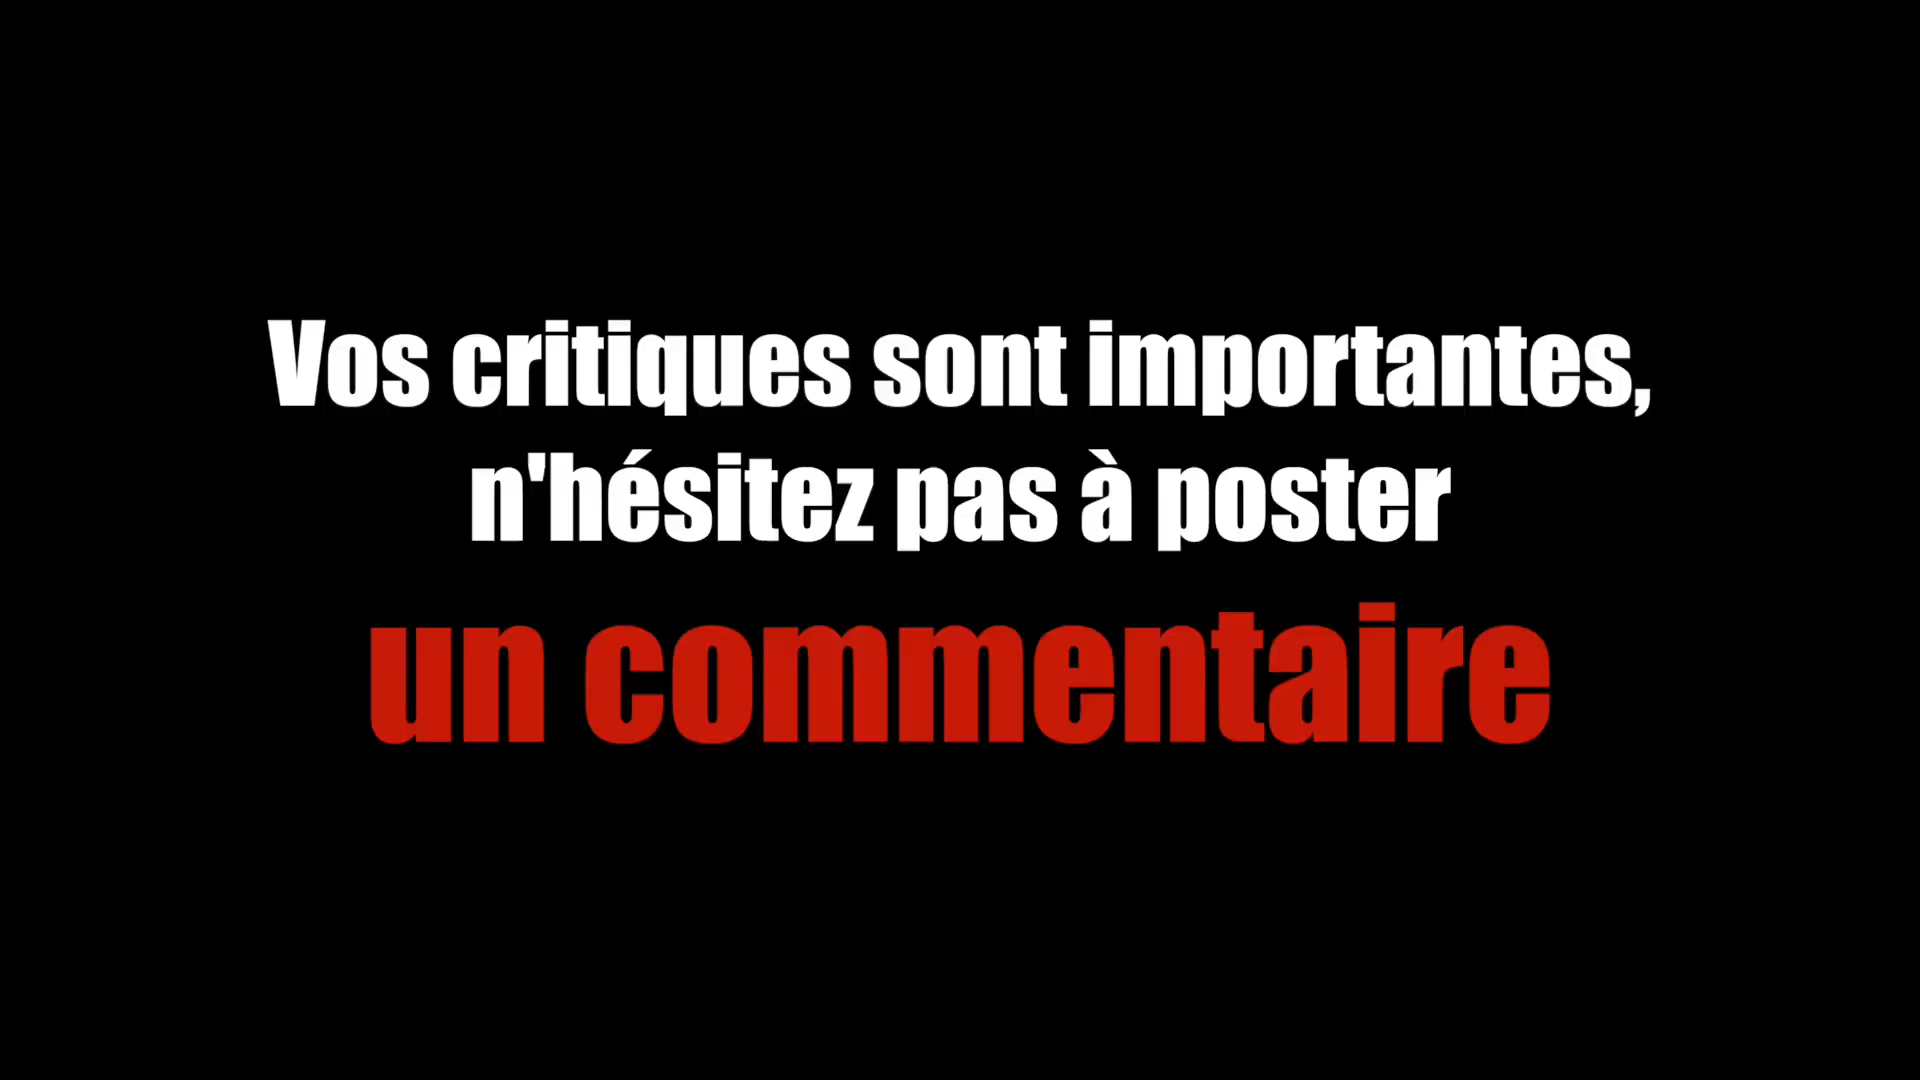 Vos critiques sont importantes,
n'hésitez pas à poster
un commentaire